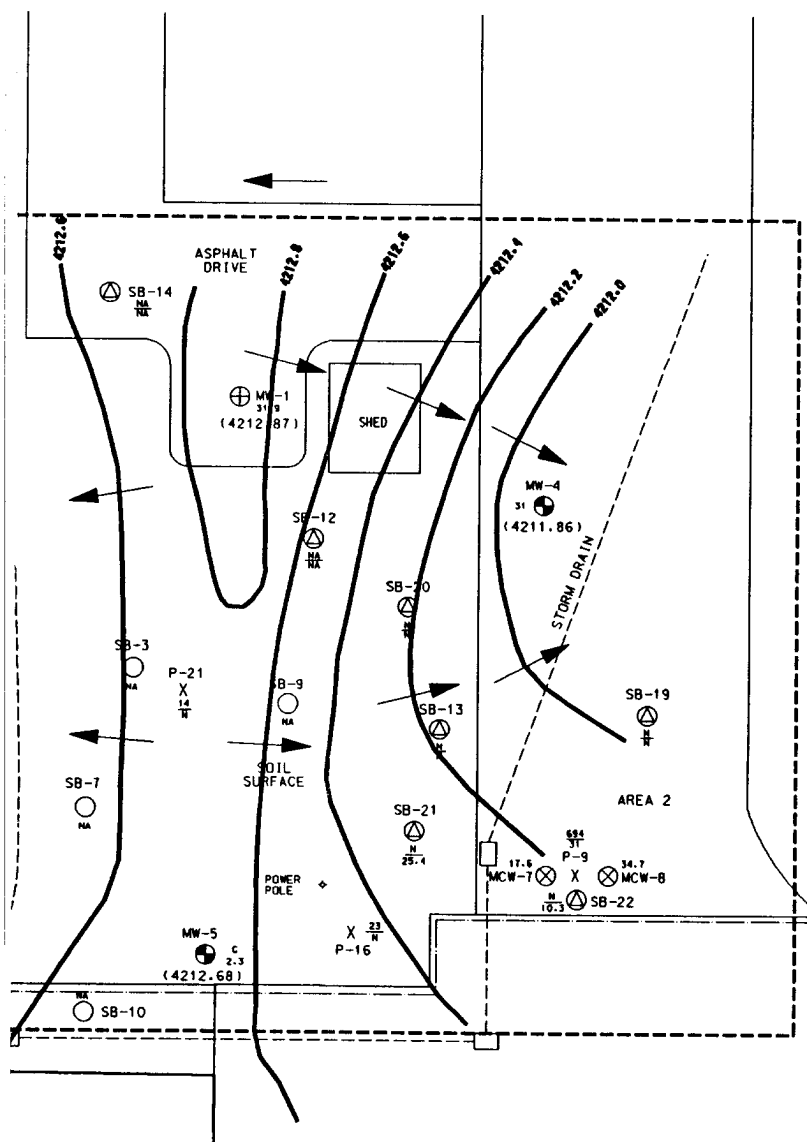 4212.6
ASPHALT
DRIVE
4212.8
4212.6
4212.4
4212.2
4212.0
SB-14
NA
NA
MW-1
31.9
(4212.87)
SHED
MW-4
31
(4211.86)
SB-12
NA
NA
STORM DRAIN
SB-20
N
SB-3
NA
P-21
X
14
N
SB-9
NA
SB-13
N
SB-19
N
N
SOIL
SURFACE
SB-7
NA
AREA 2
SB-21
N
25.4
694
31
P-9
X
17.6
MCW-7
34.7
MCW-8
N
10.3
SB-22
POWER
POLE
X
23
N
P-16
MW-5
C
2.3
(4212.68)
NA
SB-10